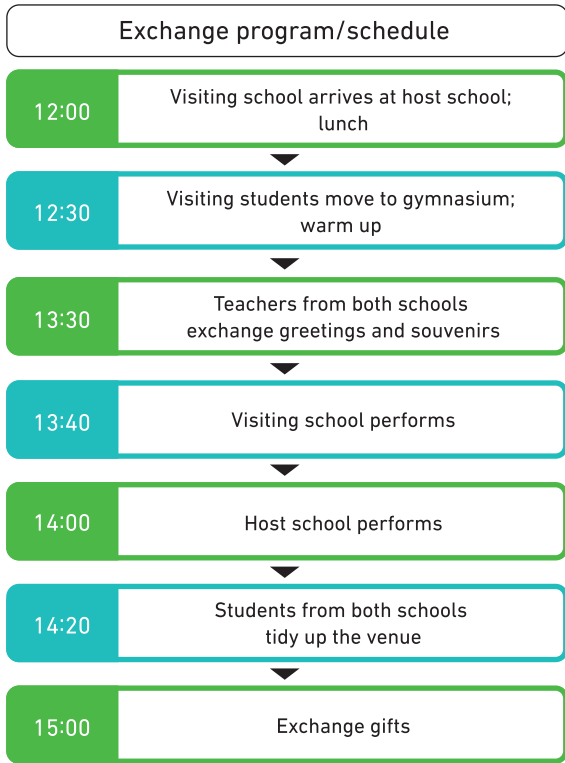 Exchange program/schedule
12:00
Visiting school arrives at host school;
lunch
12:30
Visiting students move to gymnasium;
warm up
13:30
Teachers from both schools
exchange greetings and souvenirs
13:40
Visiting school performs
14:00
Host school performs
14:20
Students from both schools
tidy up the venue
15:00
Exchange gifts